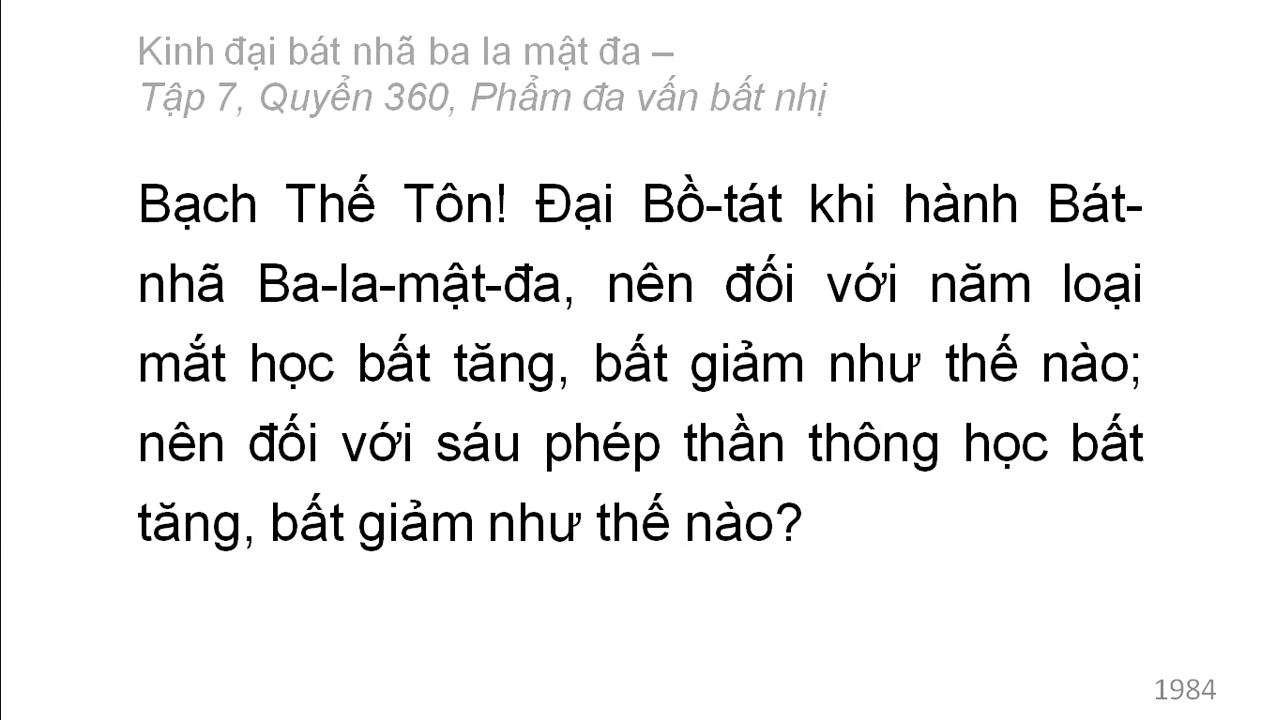 Kinh đại bát nhã ba la mật đa –
Tập 7, Quyển 360, Phẩm đa vấn bất nhị
Bạch Thế Tôn! Đại Bồ-tát khi hành Bát-
nhã Ba-la-mật-đa, nên đối với năm loại
mắt học bất tăng, bất giảm như thế nào;
nên đối với sáu phép thần thông học bất
tăng, bất giảm như thế nào?
1984